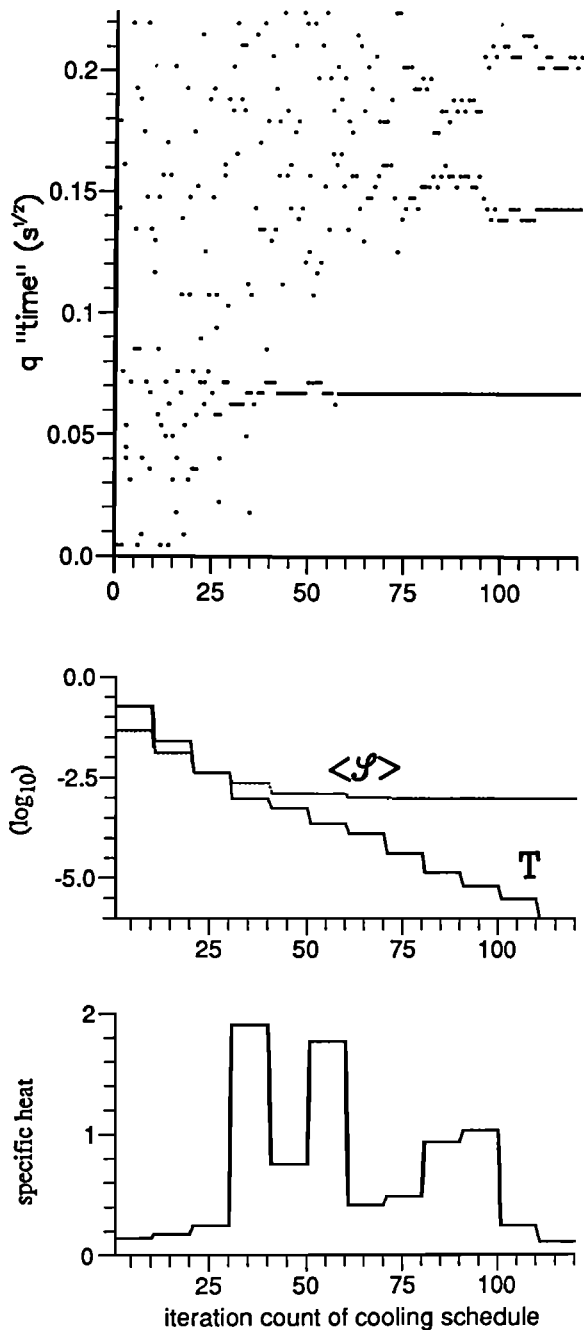 0.2
0.15
0.1
0.05
0.0
q "time" (s^1/2)
0 25 50 75 100
0.0
-2.5
-5.0
(log10)
<𝒮>
T
25 50 75 100
2
1
0
specific heat
25 50 75 100
iteration count of cooling schedule